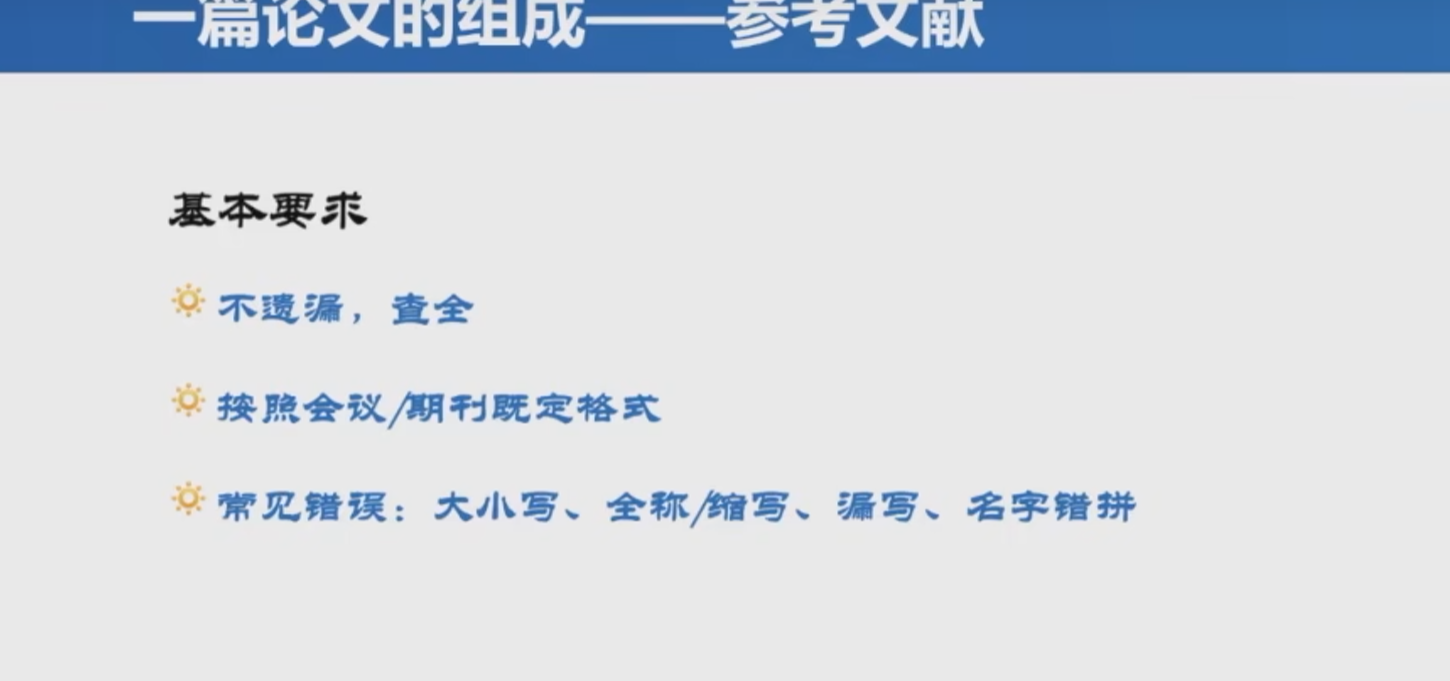 一篇论文的组成——参考文献
基本要求
不遗漏，查全
按照会议/期刊既定格式
常见错误：大小写、全称/缩写、漏写、名字错拼